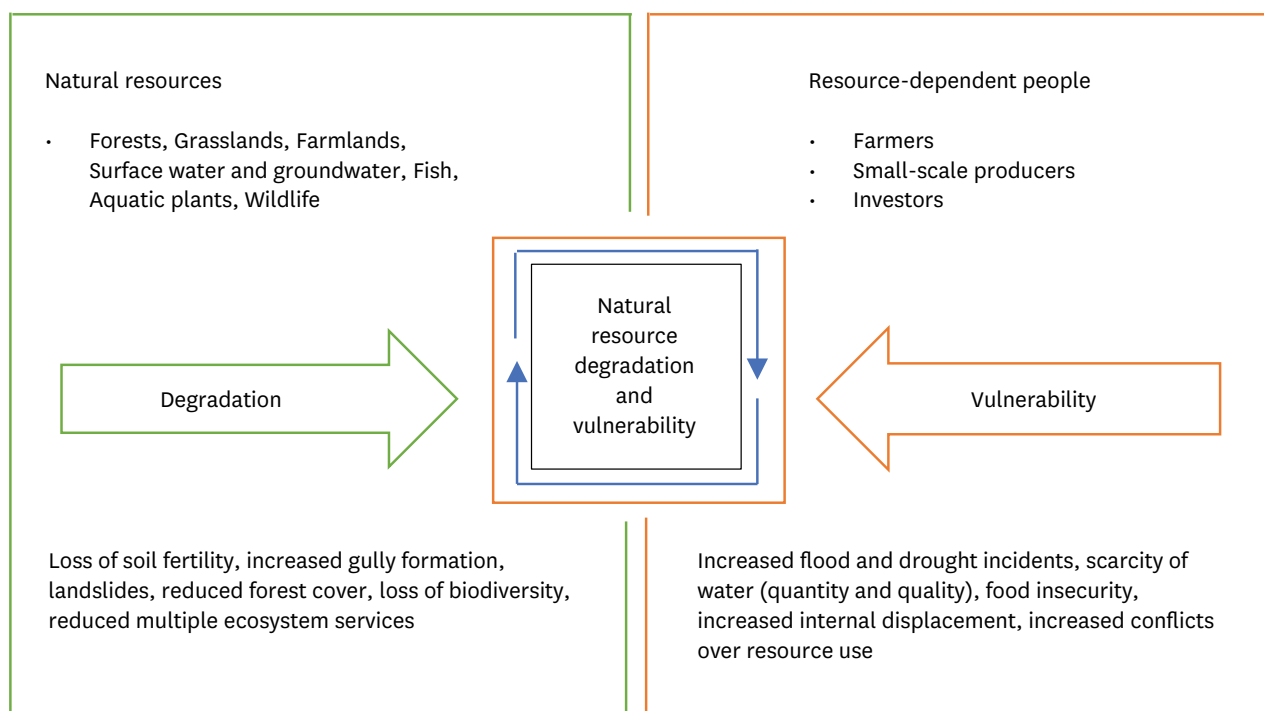 Natural resources
• Forests, Grasslands, Farmlands,
Surface water and groundwater, Fish,
Aquatic plants, Wildlife
Resource-dependent people
• Farmers
• Small-scale producers
• Investors
Degradation
Natural
resource
degradation
and
vulnerability
Vulnerability
Loss of soil fertility, increased gully formation,
landslides, reduced forest cover, loss of biodiversity,
reduced multiple ecosystem services
Increased flood and drought incidents, scarcity of
water (quantity and quality), food insecurity,
increased internal displacement, increased conflicts
over resource use